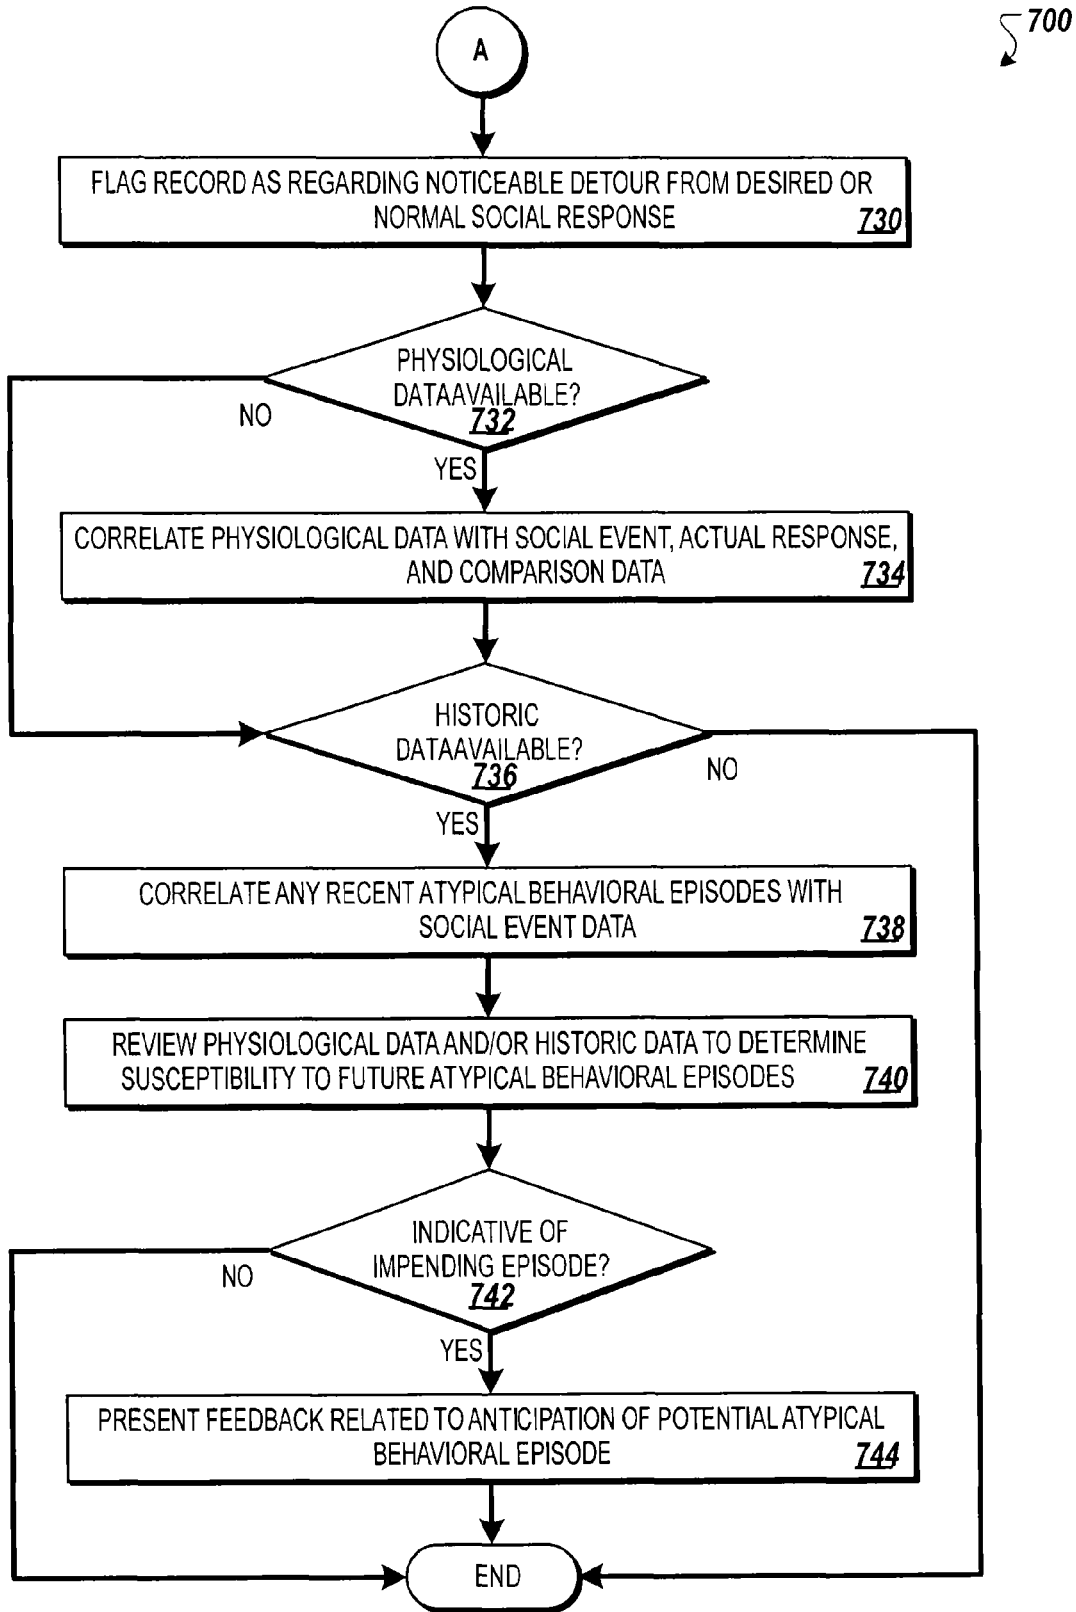 700
A
FLAG RECORD AS REGARDING NOTICEABLE DETOUR FROM DESIRED OR
NORMAL SOCIAL RESPONSE
730
PHYSIOLOGICAL
DATA AVAILABLE?
732
NO
YES
CORRELATE PHYSIOLOGICAL DATA WITH SOCIAL EVENT, ACTUAL RESPONSE,
AND COMPARISON DATA
734
HISTORIC
DATA AVAILABLE?
736
NO
YES
CORRELATE ANY RECENT ATYPICAL BEHAVIORAL EPISODES WITH
SOCIAL EVENT DATA
738
REVIEW PHYSIOLOGICAL DATA AND/OR HISTORIC DATA TO DETERMINE
SUSCEPTIBILITY TO FUTURE ATYPICAL BEHAVIORAL EPISODES
740
INDICATIVE OF
IMPENDING EPISODE?
742
NO
YES
PRESENT FEEDBACK RELATED TO ANTICIPATION OF POTENTIAL ATYPICAL
BEHAVIORAL EPISODE
744
END